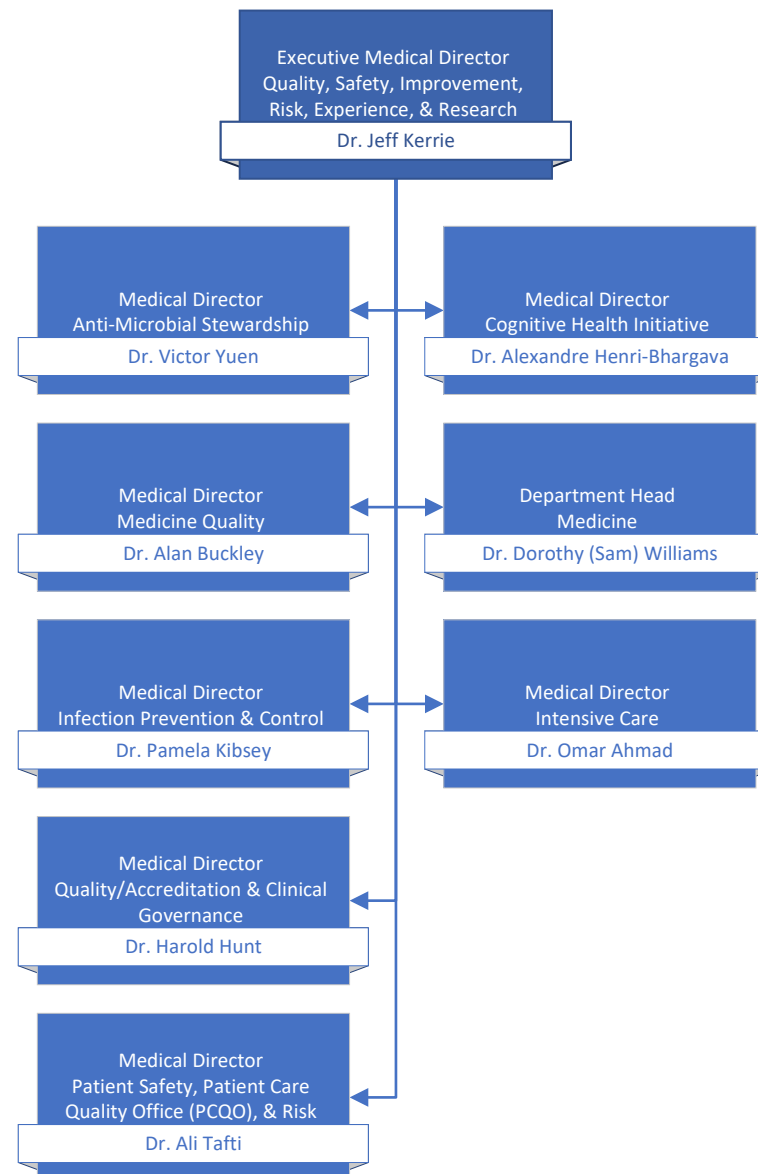 Executive Medical Director
Quality, Safety, Improvement,
Risk, Experience, & Research
Dr. Jeff Kerrie
Medical Director
Anti-Microbial Stewardship
Dr. Victor Yuen
Medical Director
Cognitive Health Initiative
Dr. Alexandre Henri-Bhargava
Medical Director
Medicine Quality
Dr. Alan Buckley
Department Head
Medicine
Dr. Dorothy (Sam) Williams
Medical Director
Infection Prevention & Control
Dr. Pamela Kibsey
Medical Director
Intensive Care
Dr. Omar Ahmad
Medical Director
Quality/Accreditation & Clinical
Governance
Dr. Harold Hunt
Medical Director
Patient Safety, Patient Care
Quality Office (PCQO), & Risk
Dr. Ali Tafti